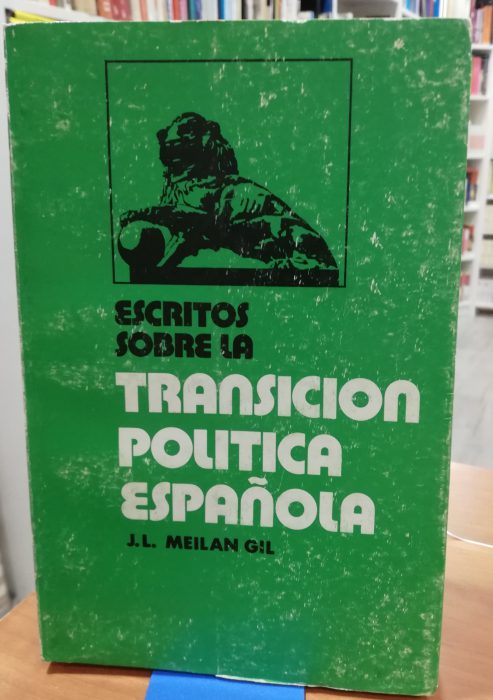 ESCRITOS
SOBRE LA
TRANSICION
POLITICA
ESPAÑOLA
J.L. MEILAN GIL